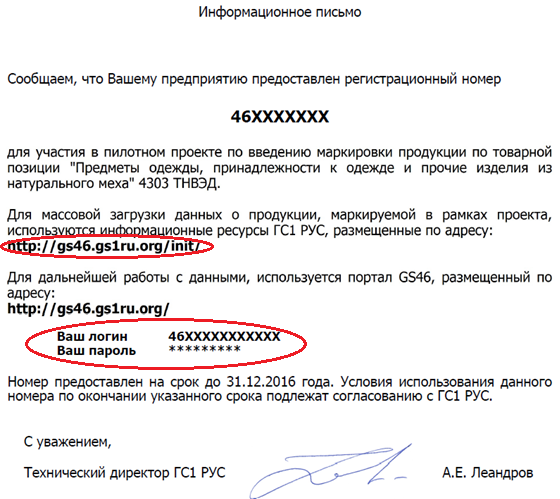 Информационное письмо
Сообщаем, что Вашему предприятию предоставлен регистрационный номер
46XXXXXXX
для участия в пилотном проекте по введению маркировки продукции по товарной
позиции "Предметы одежды, принадлежности к одежде и прочие изделия из
натурального меха" 4303 ТНВЭД.
Для массовой загрузки данных о продукции, маркируемой в рамках проекта,
используются информационные ресурсы ГС1 РУС, размещенные по адресу:
http://gs46.gs1ru.org/init/
Для дальнейшей работы с данными, используется портал GS46, размещенный по
адресу:
http://gs46.gs1ru.org/
Ваш логин 46XXXXXXXXXXX
Ваш пароль *********
Номер предоставлен на срок до 31.12.2016 года. Условия использования данного
номера по окончании указанного срока подлежат согласованию с ГС1 РУС.
С уважением,
Технический директор ГС1 РУС А.Е. Леандров